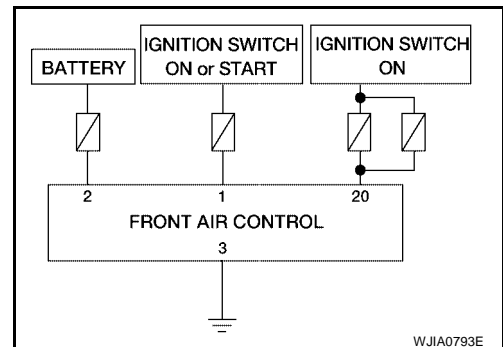 BATTERY
IGNITION SWITCH
ON or START
IGNITION SWITCH
ON
2
1
20
FRONT AIR CONTROL
3
WJIA0793E